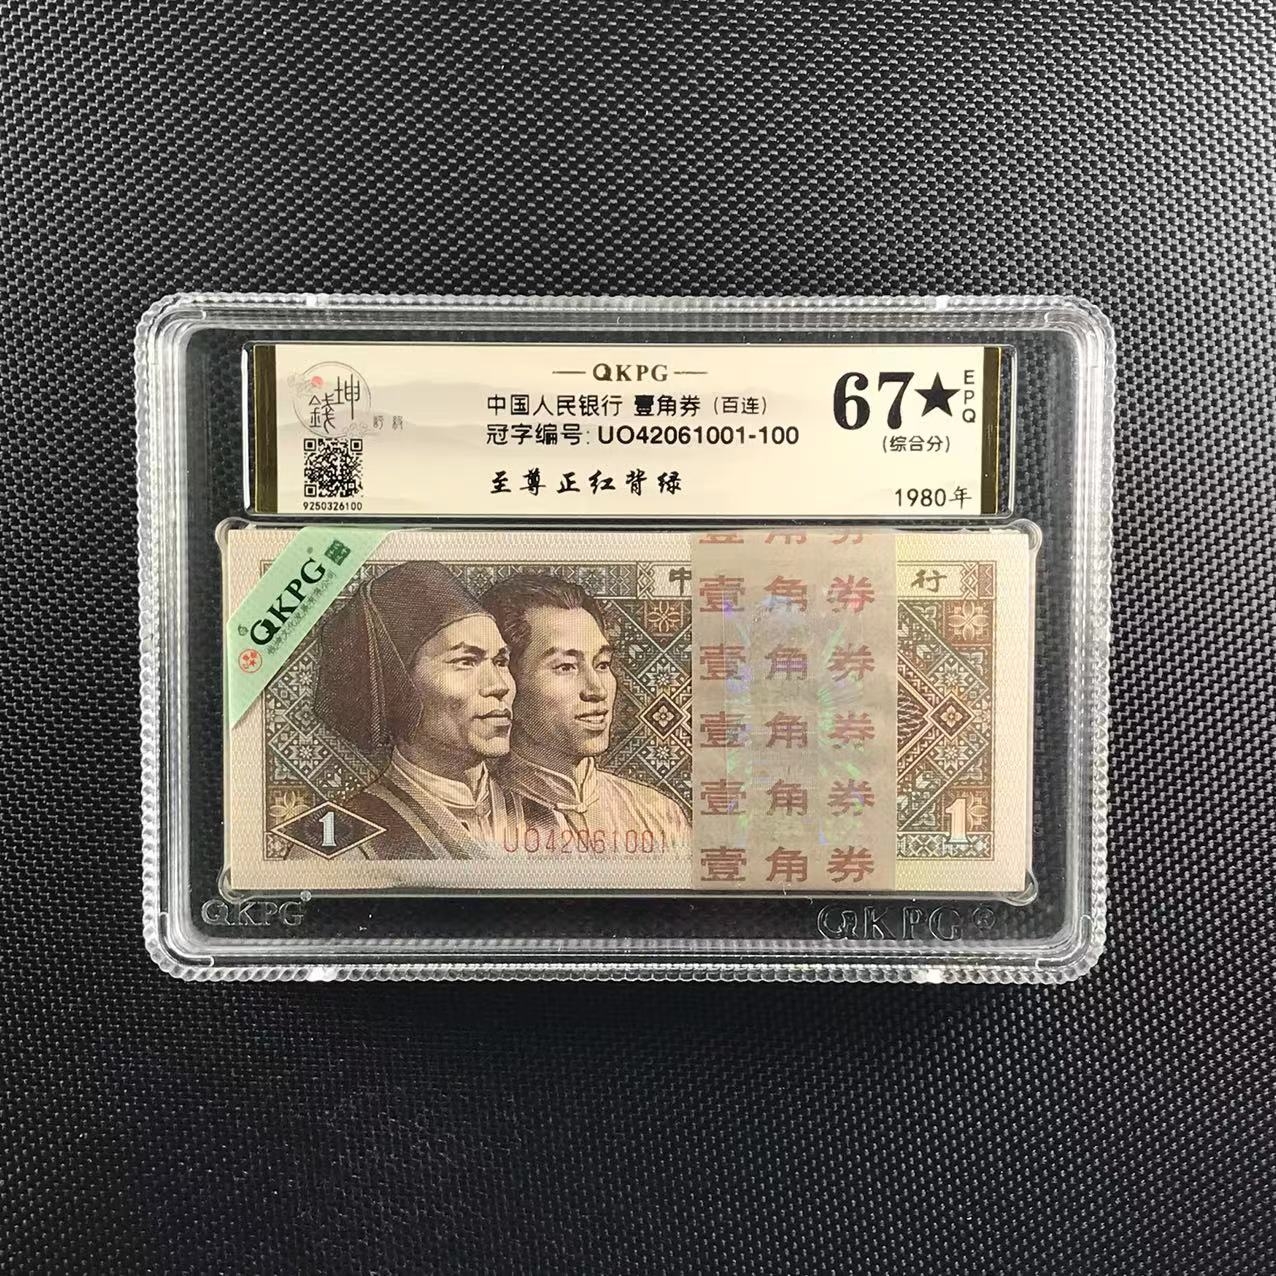 QKPG
坤
錢
中国人民银行 壹角券（百连）
冠字编号: UO42061001-100
至尊正红背绿
9250326100
67★
EPQ
(综合分)
1980年
QKPG
中
行
壹角券
壹角券
壹角券
壹角券
壹角券
壹角券
1
UO42061001
1
QKPG
QKPG®